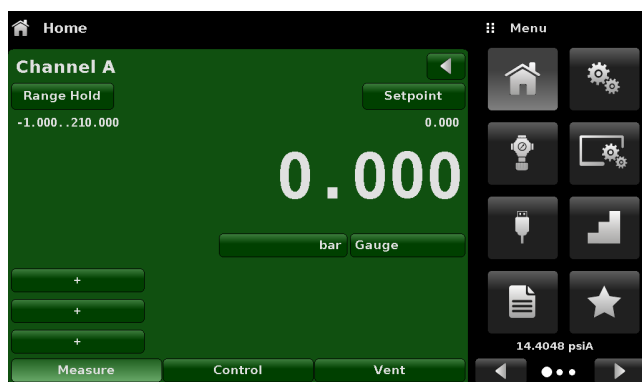 Home
Menu
Channel A
Range Hold
Setpoint
-1.000..210.000
0.000
0.000
bar
Gauge
+
+
+
14.4048 psiA
Measure
Control
Vent